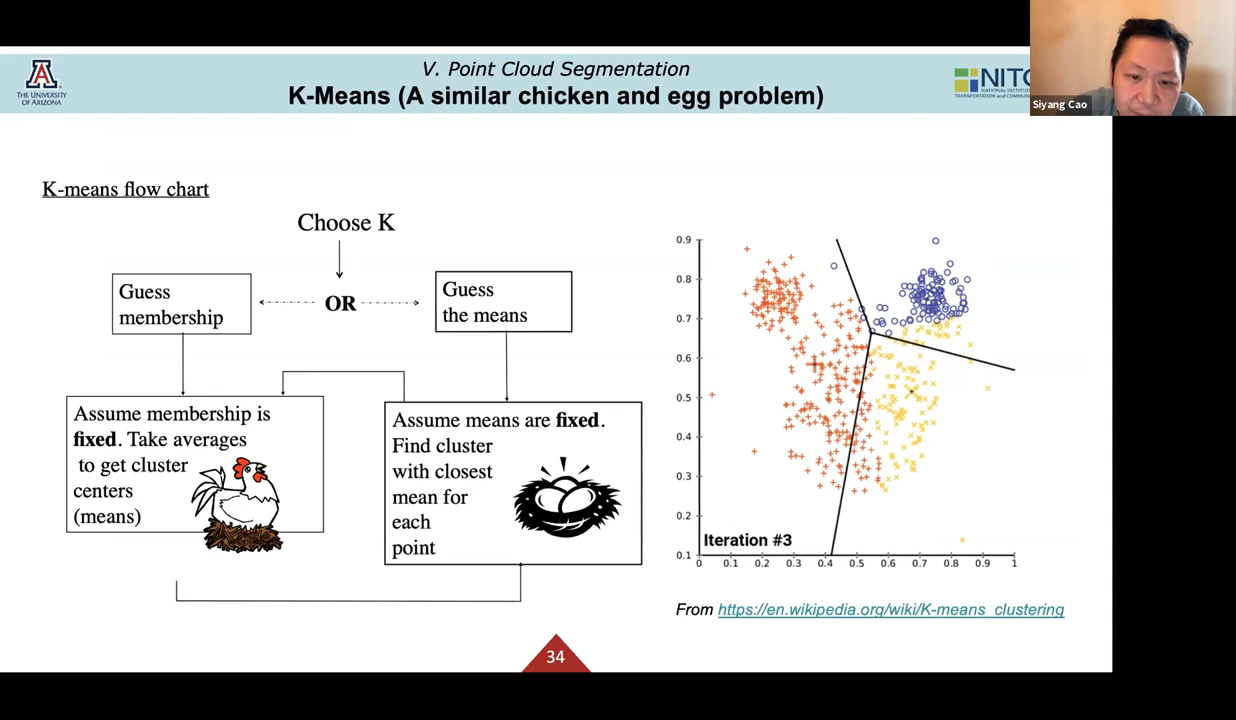 THE UNIVERSITY
OF ARIZONA
V. Point Cloud Segmentation
K-Means (A similar chicken and egg problem)
Siyang Cao
K-means flow chart
Choose K
Guess
membership
OR
Guess
the means
Assume membership is
fixed. Take averages
to get cluster
centers
(means)
Assume means are fixed.
Find cluster
with closest
mean for
each
point
0.9
0.8
0.7
0.6
0.5
0.4
0.3
0.2
0.1
Iteration #3
0 0.1 0.2 0.3 0.4 0.5 0.6 0.7 0.8 0.9 1
From https://en.wikipedia.org/wiki/K-means_clustering
34